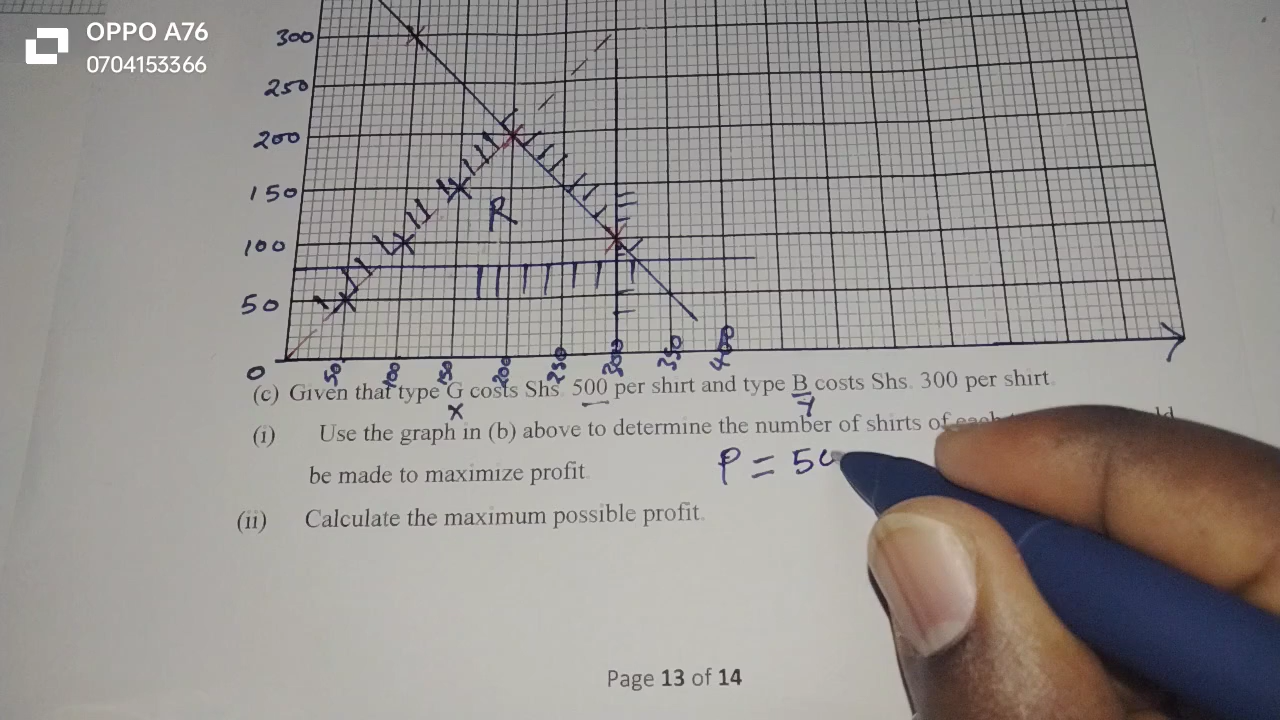 OPPO A76
0704153366
300
250
200
150
R
100
50
0 50 100 150 200 250 300 350 400
(c) Given that type G costs Shs. 500 per shirt and type B costs Shs. 300 per shirt.
x y
(i) Use the graph in (b) above to determine the number of shirts of each
be made to maximize profit.
P = 50
(ii) Calculate the maximum possible profit.
Page 13 of 14